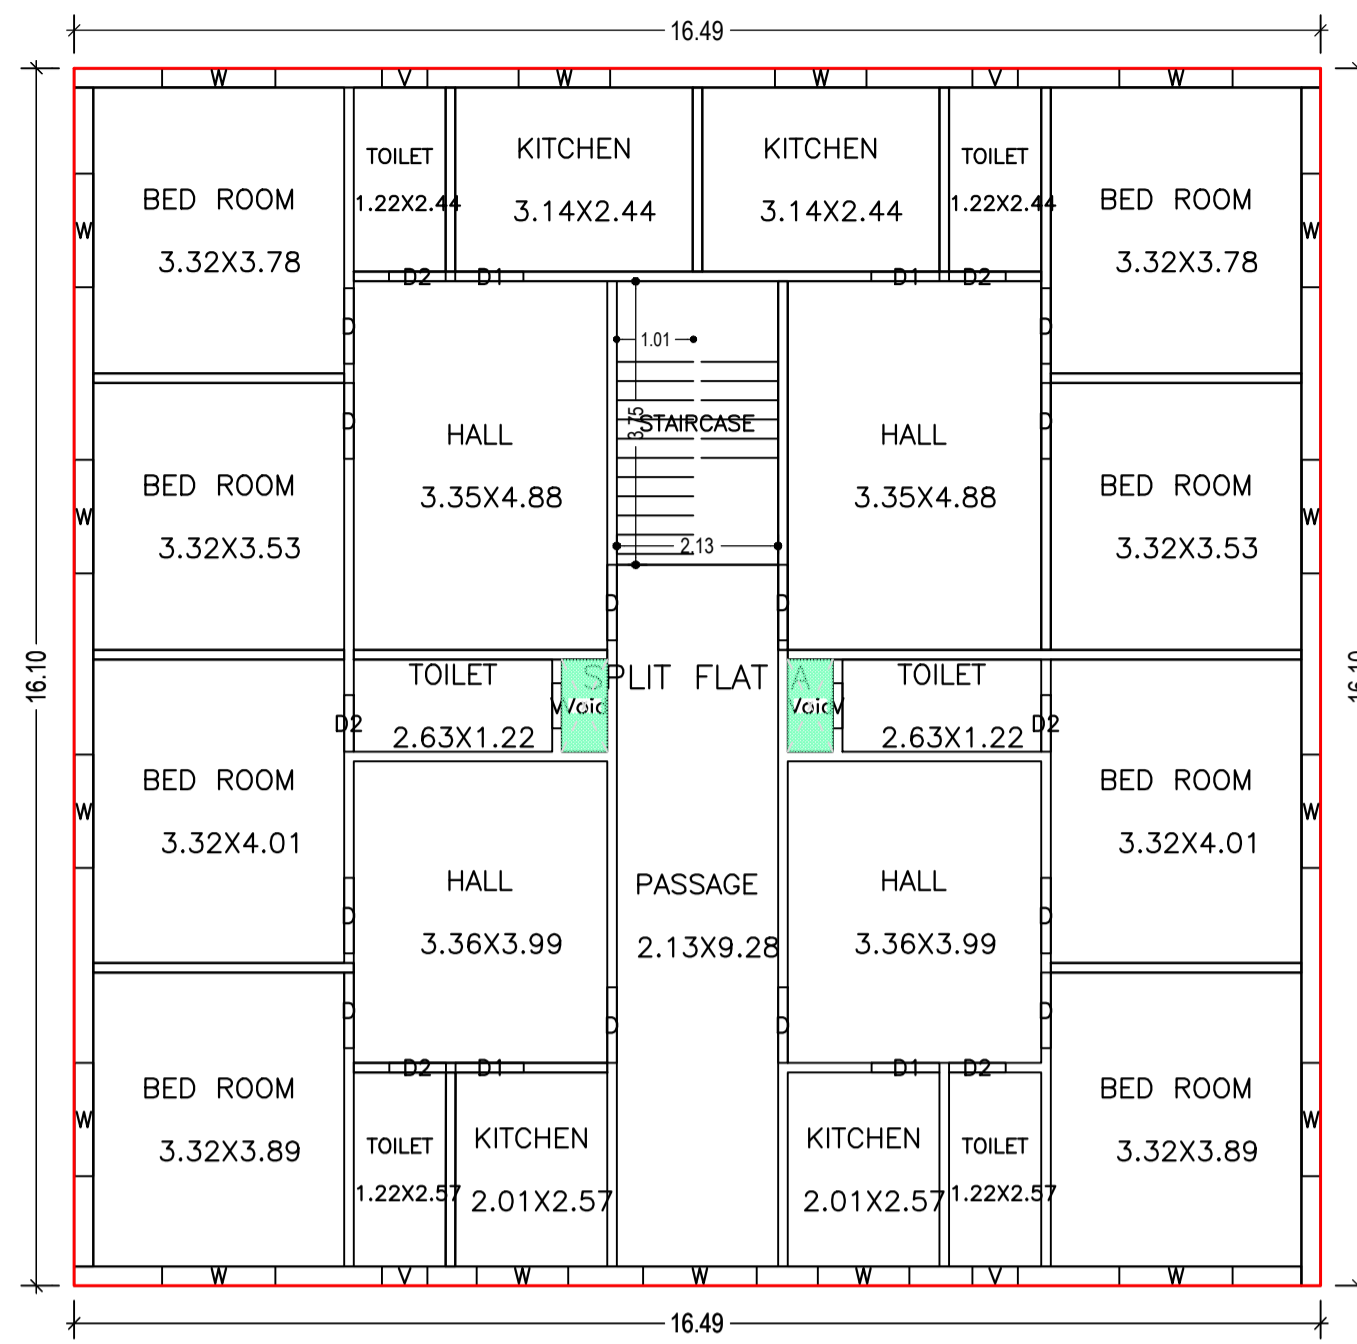 16.49
W V W W V W
TOILET KITCHEN KITCHEN TOILET
BED ROOM 1.22X2.44 3.14X2.44 3.14X2.44 1.22X2.44 BED ROOM
W W
3.32X3.78 3.32X3.78
D2 D1 D1 D2
D D
1.01
D 3.75 STAIRCASE D
HALL HALL
BED ROOM 3.35X4.88 3.35X4.88 BED ROOM
W W
3.32X3.53 2.13 3.32X3.53
D D
16.10 TOILET SPLIT FLAT A TOILET 16.10
V Void Void V
D2 2.63X1.22 2.63X1.22 D2
BED ROOM BED ROOM
W W
3.32X4.01 3.32X4.01
HALL PASSAGE HALL
D D
3.36X3.99 2.13X9.28 3.36X3.99
D D D D
D2 D1 D1 D2
BED ROOM BED ROOM
W W
TOILET KITCHEN KITCHEN TOILET
3.32X3.89 3.32X3.89
1.22X2.57 2.01X2.57 2.01X2.57 1.22X2.57
W V W W W V W
16.49